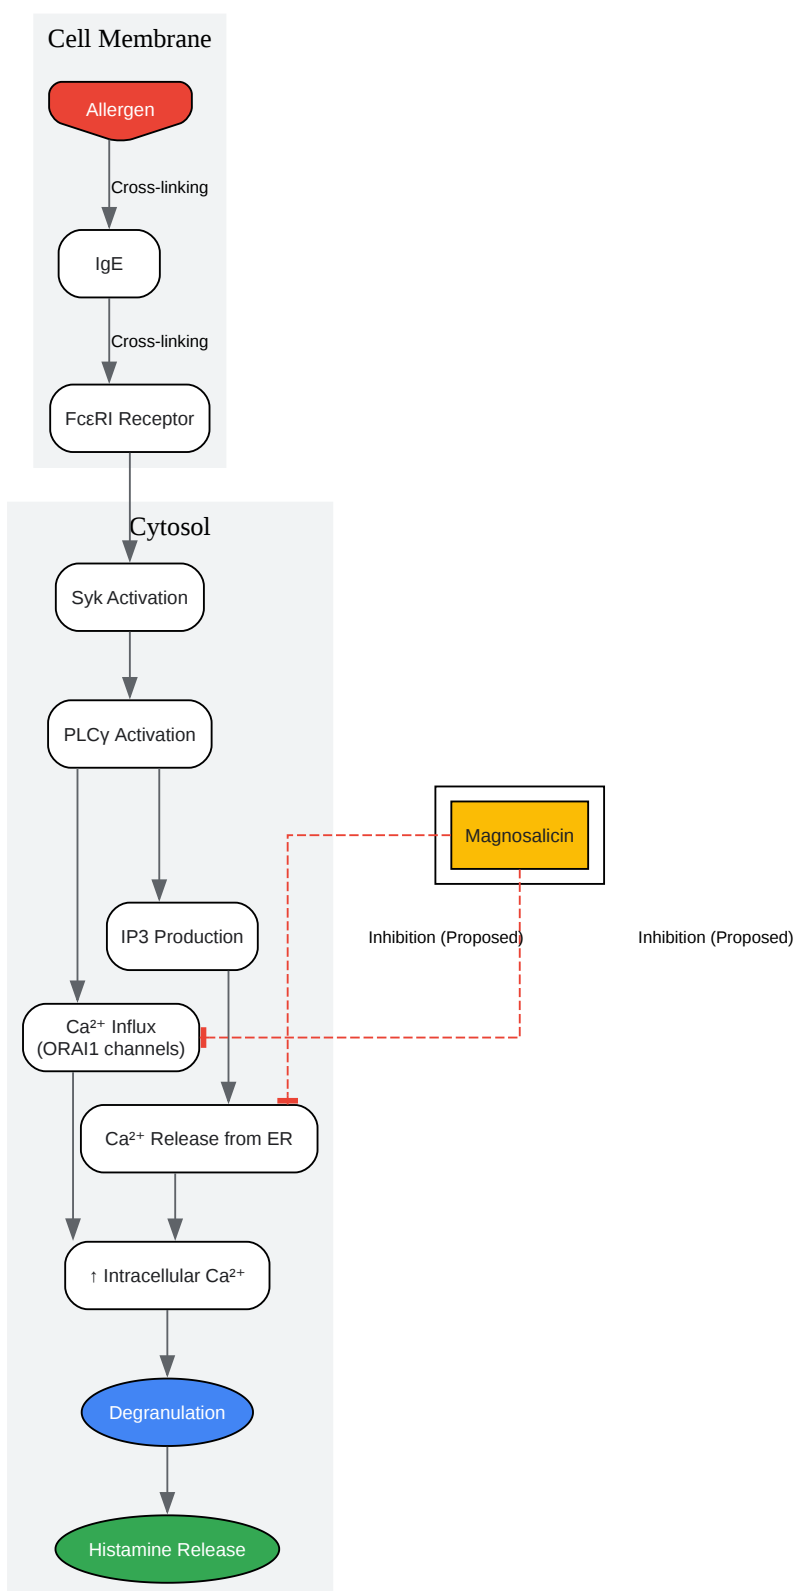 Cell Membrane
Allergen
Cross-linking
IgE
Cross-linking
FcεRI Receptor
Cytosol
Syk Activation
PLCγ Activation
Magnosalicin
IP3 Production
Inhibition (Proposed)
Inhibition (Proposed)
Ca²⁺ Influx
(ORAI1 channels)
Ca²⁺ Release from ER
↑ Intracellular Ca²⁺
Degranulation
Histamine Release